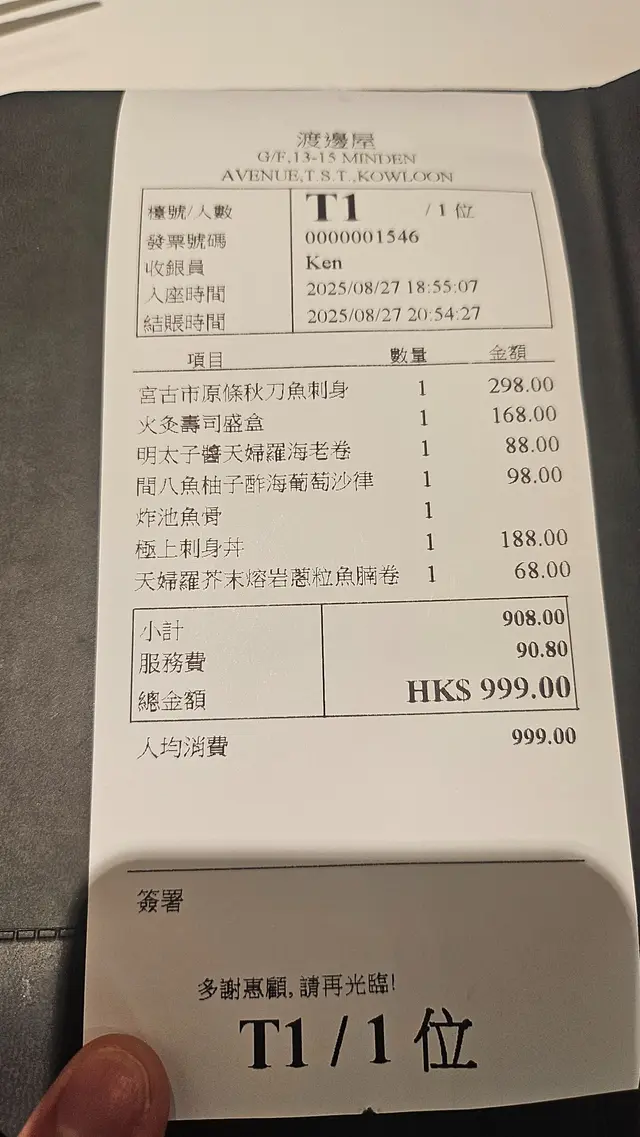 渡邊屋
G/F,13-15 MINDEN
AVENUE,T.S.T.,KOWLOON
檯號/人數 T1 / 1 位
發票號碼 0000001546
收銀員 Ken
入座時間 2025/08/27 18:55:07
結賬時間 2025/08/27 20:54:27
項目 數量 金額
宮古市原條秋刀魚刺身 1 298.00
火灸壽司盛盒 1 168.00
明太子醬天婦羅海老卷 1 88.00
間八魚柚子酢海葡萄沙律 1 98.00
炸池魚骨 1
極上刺身丼 1 188.00
天婦羅芥末熔岩蔥粒魚腩卷 1 68.00
小計 908.00
服務費 90.80
總金額 HK$ 999.00
人均消費 999.00
簽署
多謝惠顧, 請再光臨!
T1 / 1 位